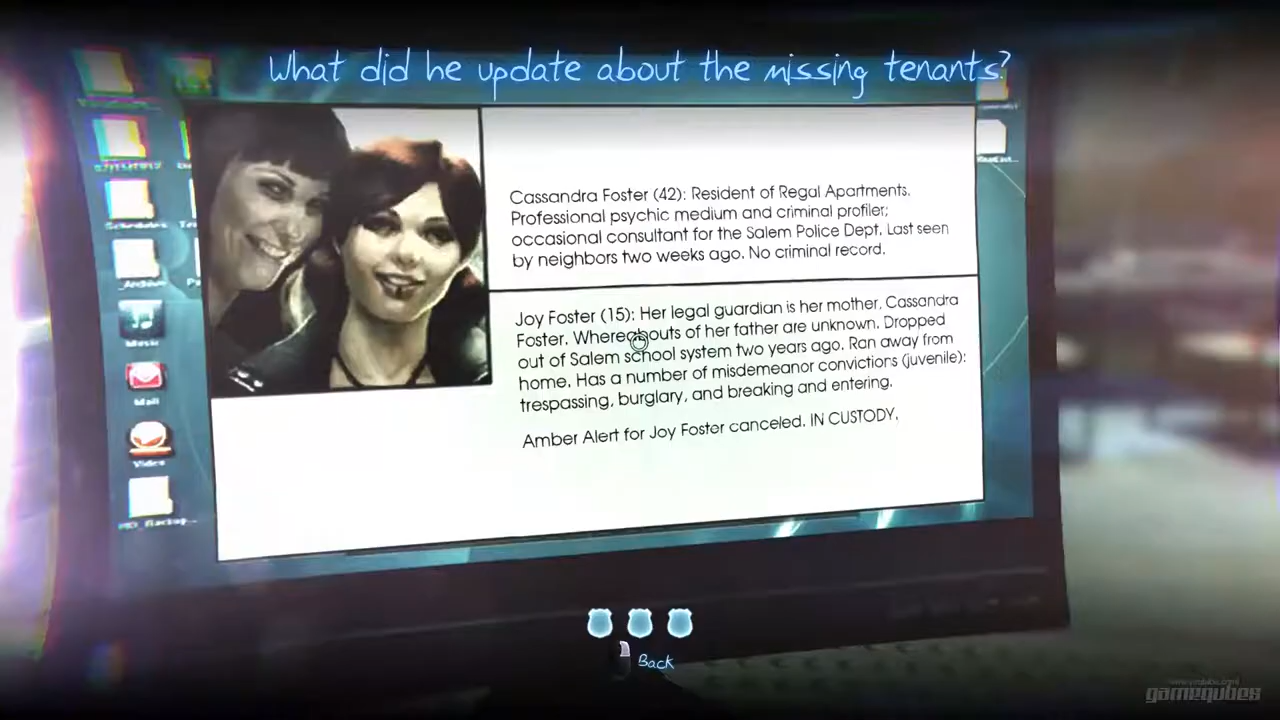 What did he update about the missing tenants?
Cassandra Foster (42): Resident of Regal Apartments.
Professional psychic medium and criminal profiler;
occasional consultant for the Salem Police Dept. Last seen
by neighbors two weeks ago. No criminal record.
Joy Foster (15): Her legal guardian is her mother, Cassandra
Foster. Whereabouts of her father are unknown. Dropped
out of Salem school system two years ago. Ran away from
home. Has a number of misdemeanor convictions (juvenile):
trespassing, burglary, and breaking and entering.
Amber Alert for Joy Foster canceled. IN CUSTODY.
Schedules
_Archive
Music
Mail
Video
Back
gamequbes